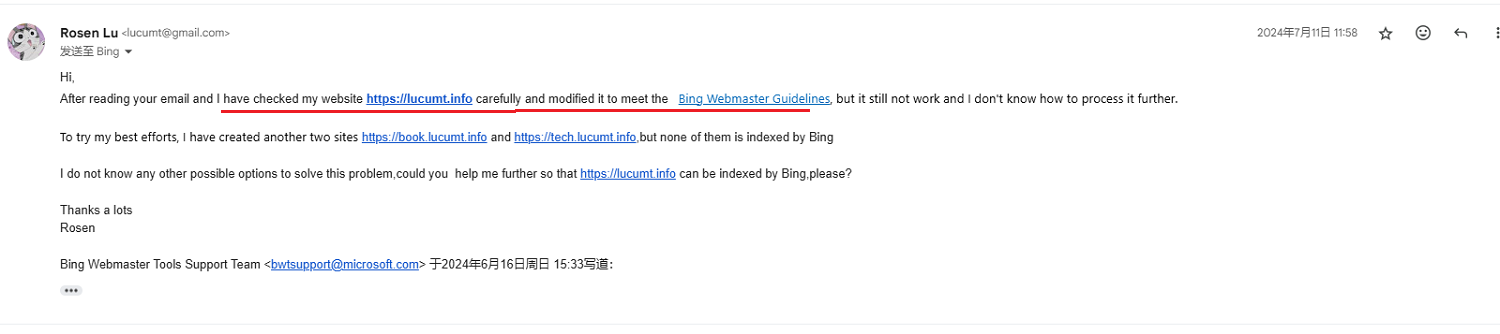 Rosen Lu <lucumt@gmail.com>
2024年7月11日 11:58
发送至 Bing
Hi,
After reading your email and I have checked my website https://lucumt.info carefully and modified it to meet the Bing Webmaster Guidelines, but it still not work and I don't know how to process it further.
To try my best efforts, I have created another two sites https://book.lucumt.info and https://tech.lucumt.info,but none of them is indexed by Bing
I do not know any other possible options to solve this problem,could you help me further so that https://lucumt.info can be indexed by Bing,please?
Thanks a lots
Rosen
Bing Webmaster Tools Support Team <bwtsupport@microsoft.com> 于2024年6月16日周日 15:33写道：